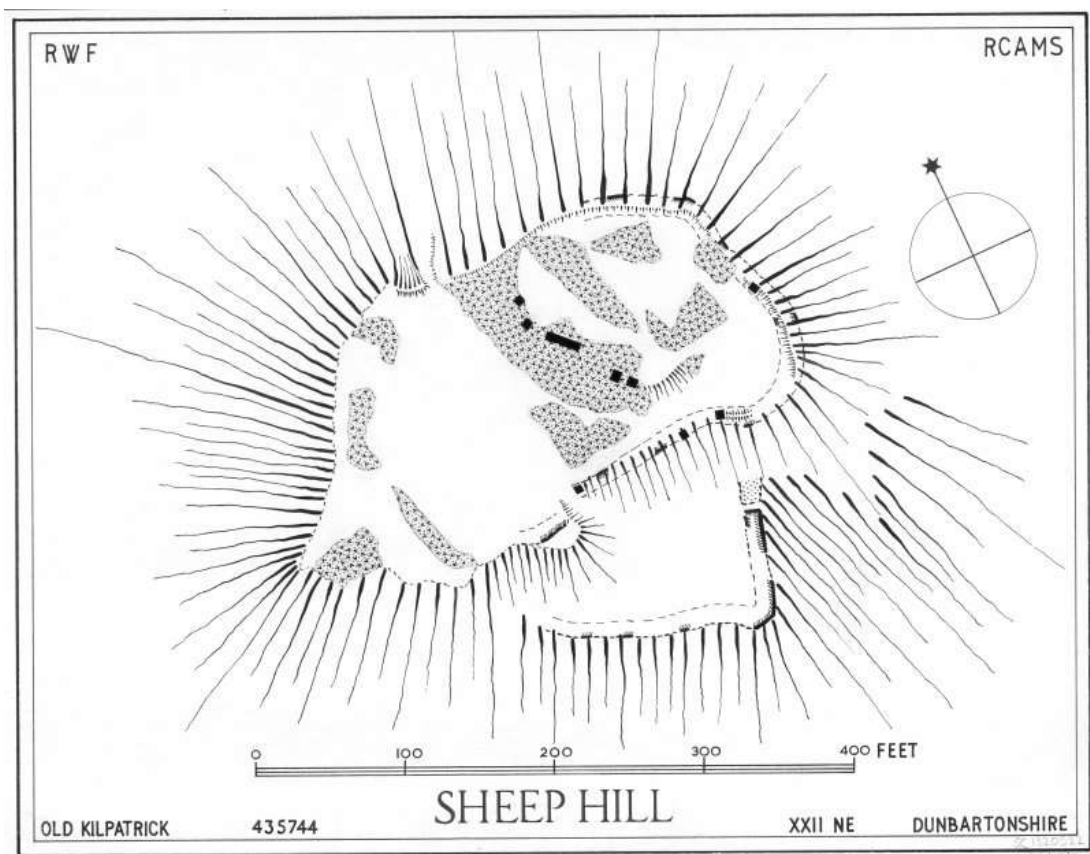 RWF
RCAMS
0 100 200 300 400 FEET
SHEEP HILL
OLD KILPATRICK 435744 XXII NE DUNBARTONSHIRE